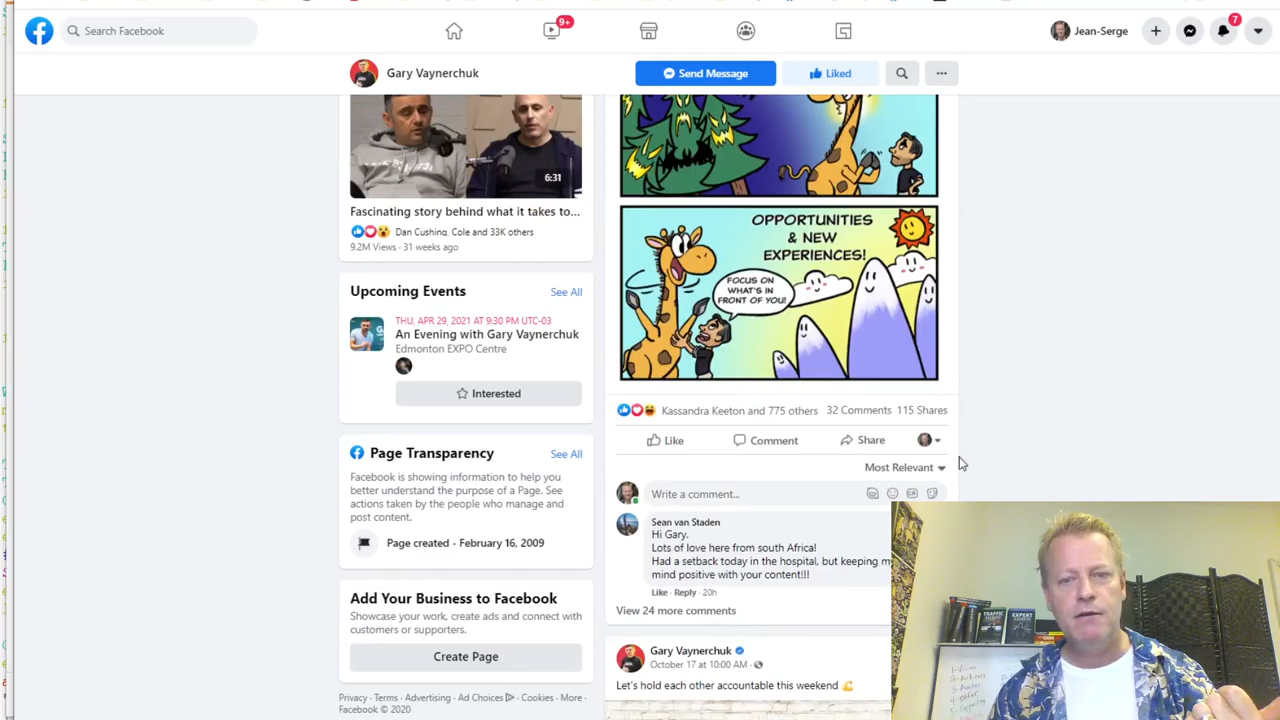 Search Facebook
9+
Jean-Serge
7
Gary Vaynerchuk
Send Message
Liked
6:31
Fascinating story behind what it takes to...
Dan Cushing, Cole and 33K others
9.2M Views · 31 weeks ago
Upcoming Events
See All
THU, APR 29, 2021 AT 9:30 PM UTC-03
An Evening with Gary Vaynerchuk
Edmonton EXPO Centre
Interested
Page Transparency
See All
Facebook is showing information to help you
better understand the purpose of a Page. See
actions taken by the people who manage and
post content.
Page created - February 16, 2009
Add Your Business to Facebook
Showcase your work, create ads and connect with
customers or supporters.
Create Page
Privacy · Terms · Advertising · Ad Choices · Cookies · More ·
Facebook © 2020
OPPORTUNITIES
& NEW
EXPERIENCES!
FOCUS ON
WHAT'S IN
FRONT OF YOU!
Kassandra Keeton and 775 others
32 Comments
115 Shares
Like
Comment
Share
Most Relevant
Write a comment...
GIF
Sean van Staden
Hi Gary.
Lots of love here from south Africa!
Had a setback today in the hospital, but keeping my
mind positive with your content!!!
Like · Reply · 20h
View 24 more comments
Gary Vaynerchuk
October 17 at 10:00 AM ·
Let's hold each other accountable this weekend
TRAFFIC
SECRETS
EXPERT
SECRETS